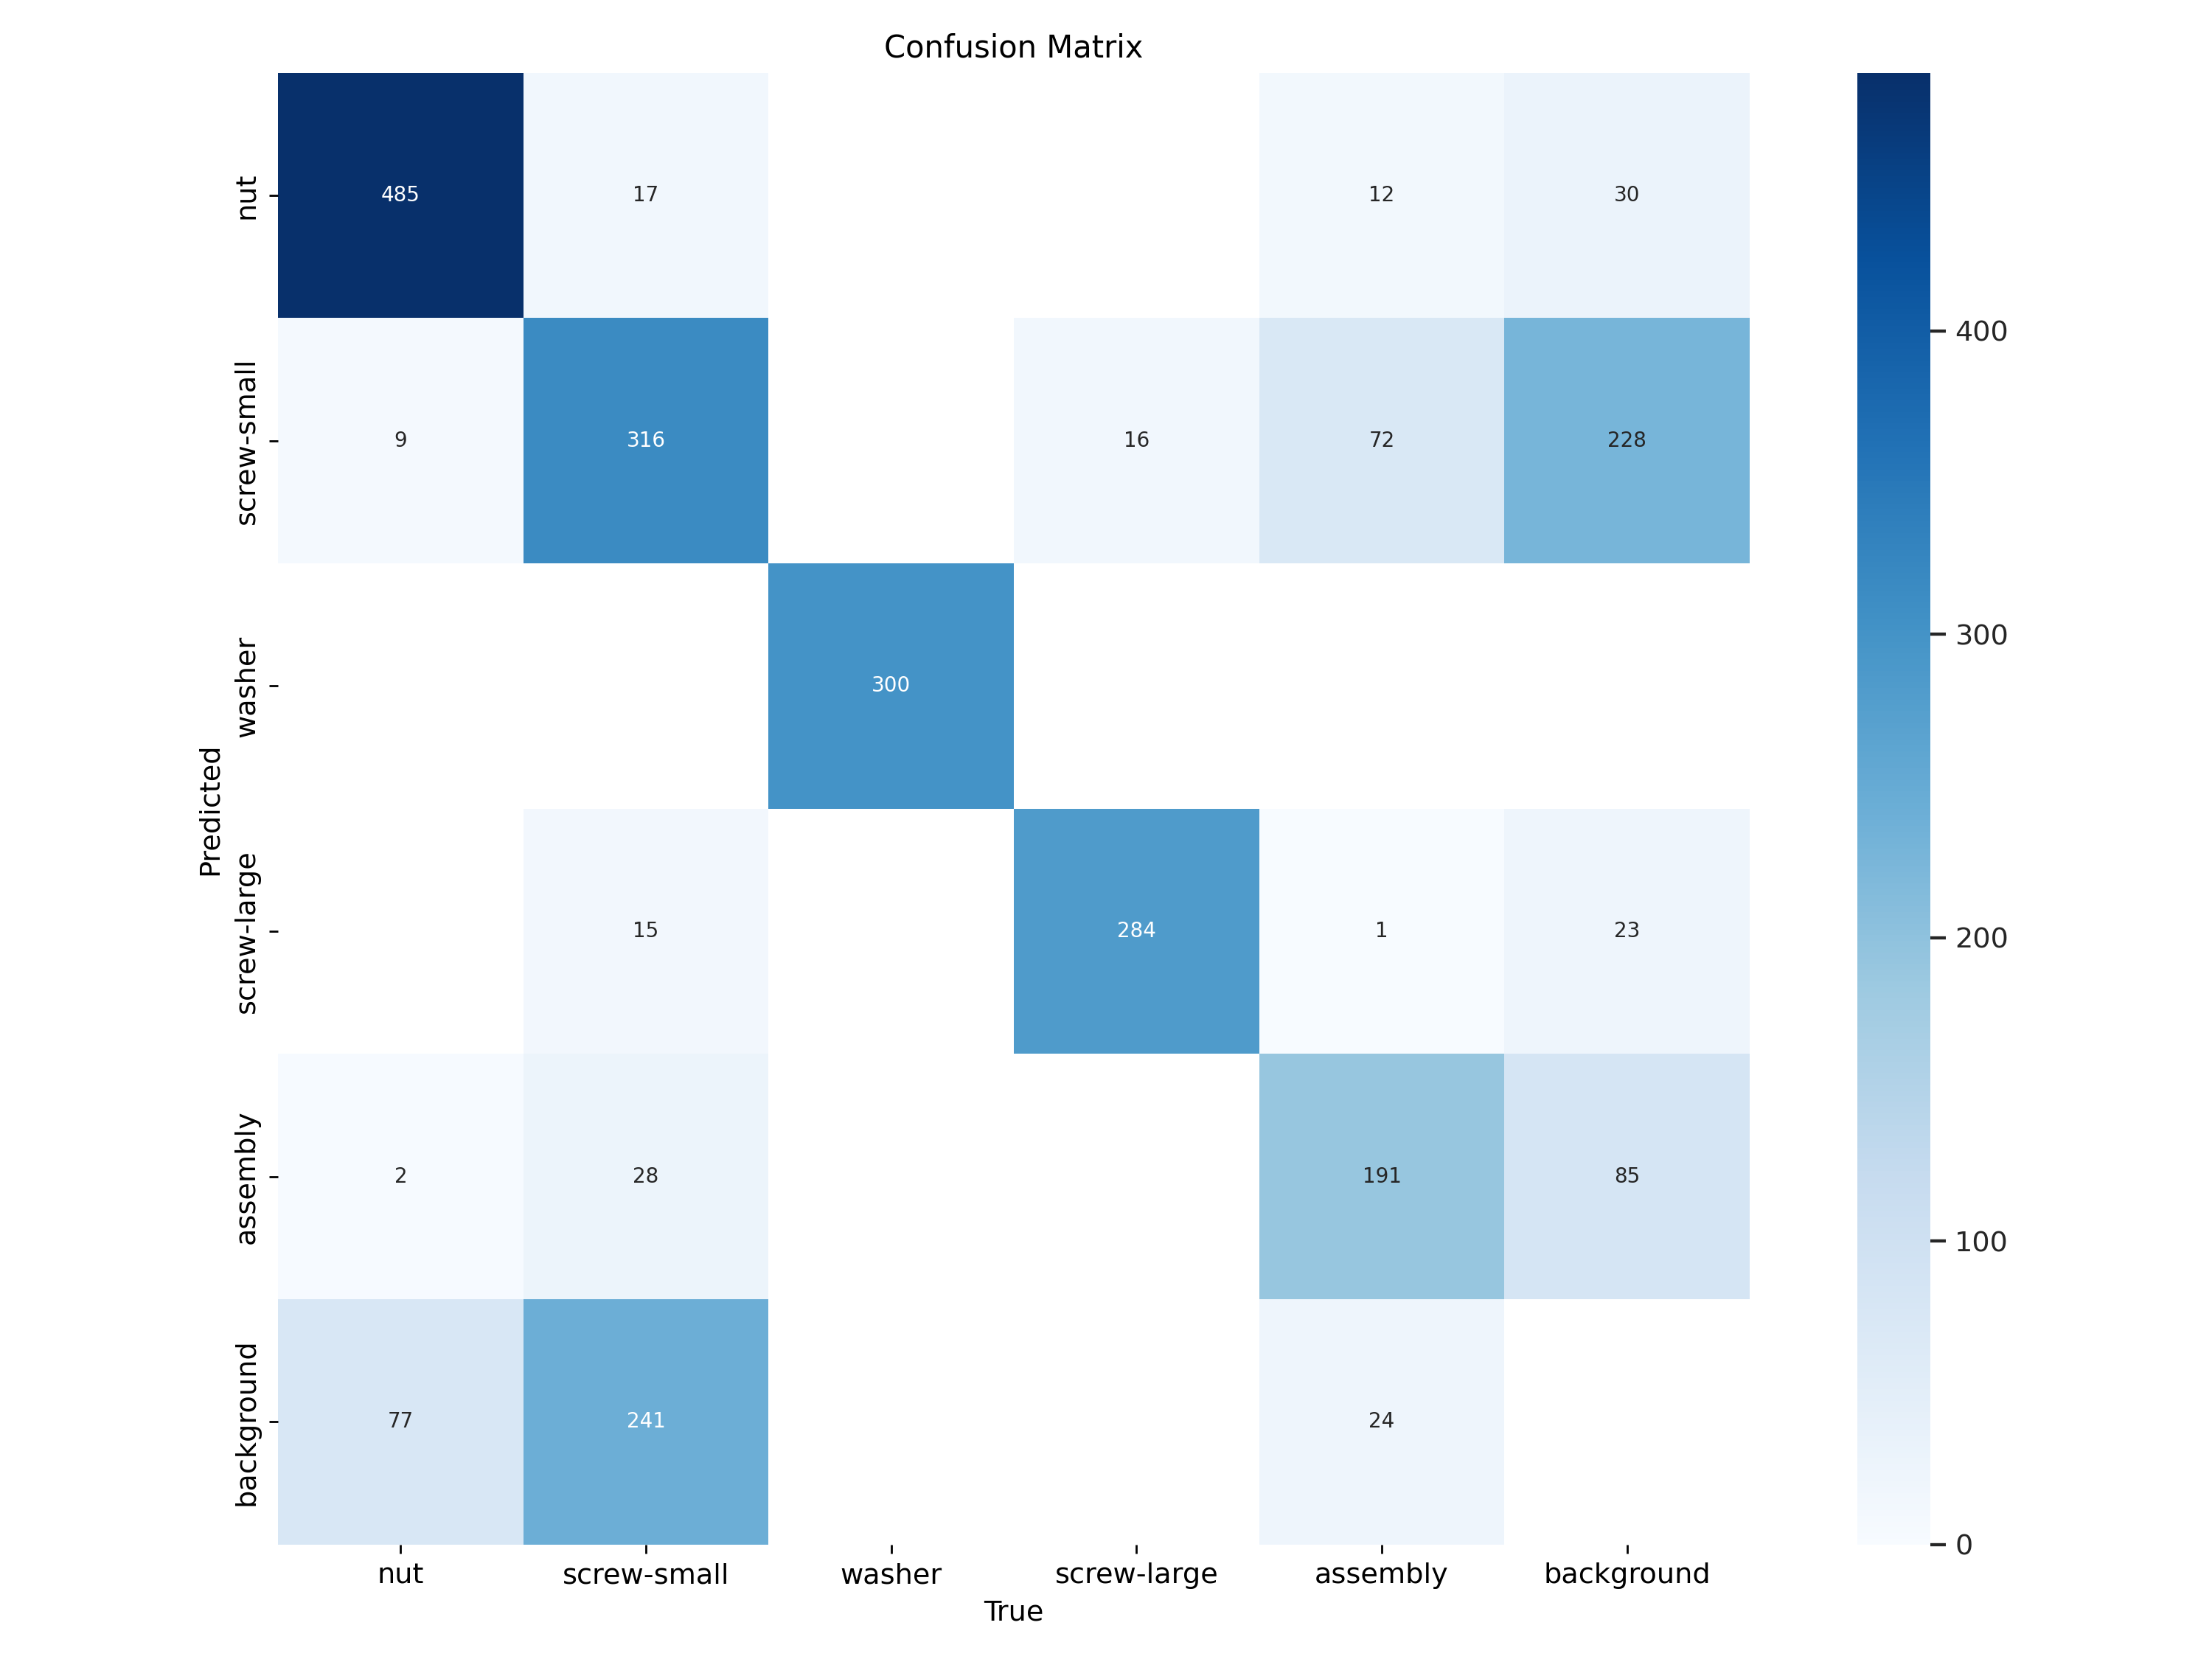 Confusion Matrix
nut 485 17 12 30
screw-small 9 316 16 72 228
washer 300
screw-large 15 284 1 23
assembly 2 28 191 85
background 77 241 24
Predicted
nut screw-small washer screw-large assembly background
True
400
300
200
100
0